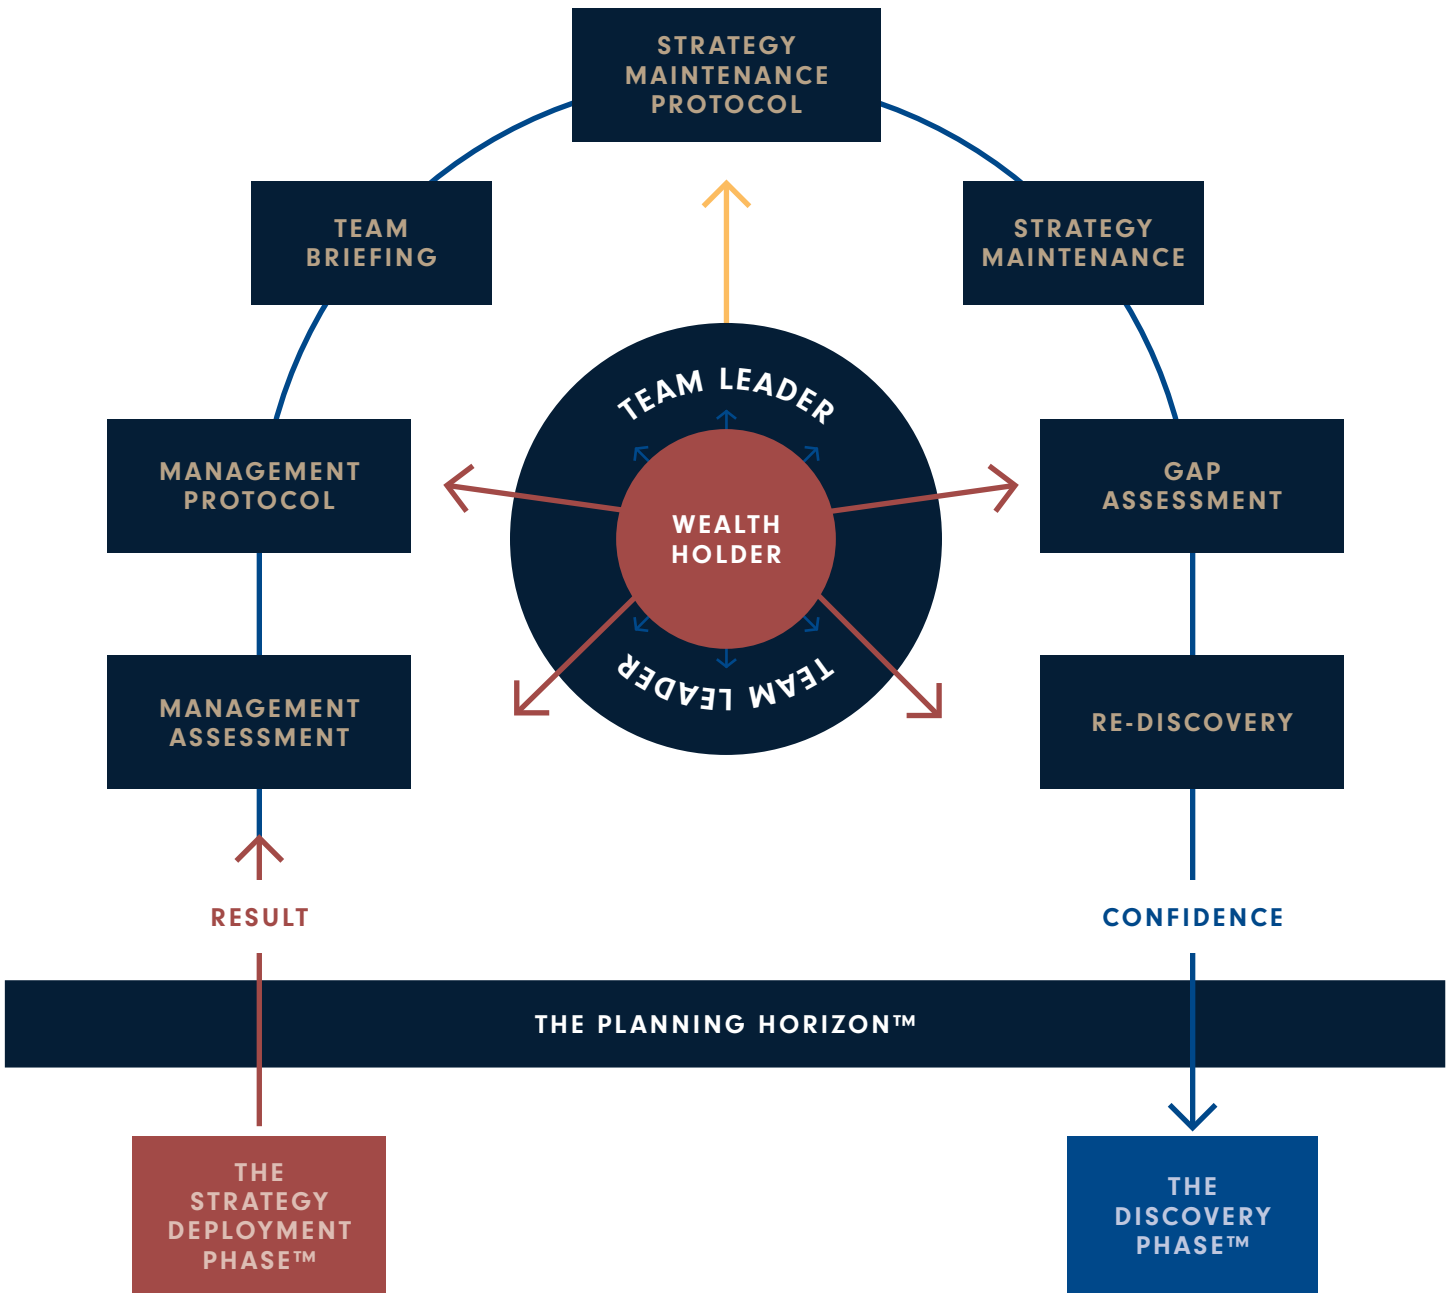 STRATEGY
MAINTENANCE
PROTOCOL
TEAM
BRIEFING
STRATEGY
MAINTENANCE
TEAM LEADER
MANAGEMENT
PROTOCOL
WEALTH
HOLDER
GAP
ASSESSMENT
TEAM LEADER
MANAGEMENT
ASSESSMENT
RE-DISCOVERY
RESULT
CONFIDENCE
THE PLANNING HORIZON™
THE
STRATEGY
DEPLOYMENT
PHASE™
THE
DISCOVERY
PHASE™